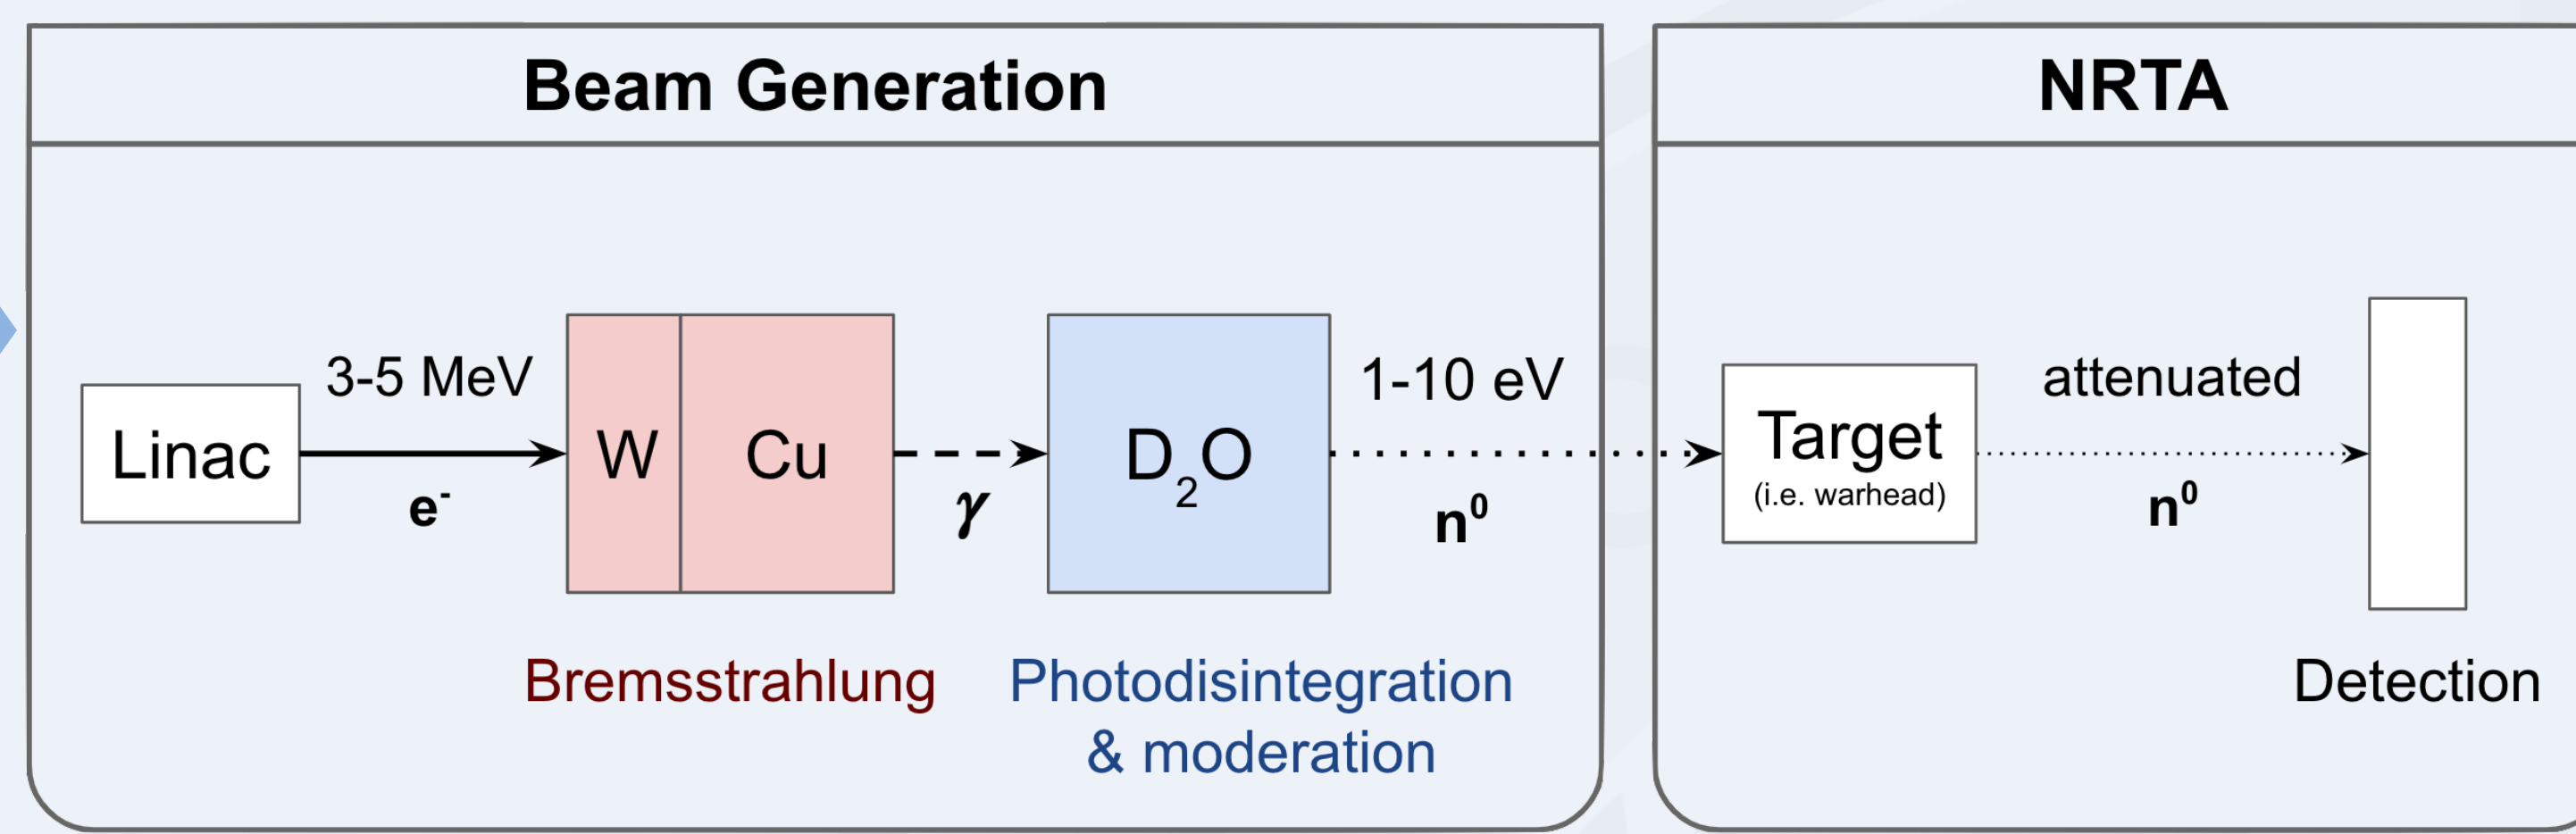 Beam Generation
NRTA
Linac
3-5 MeV
e⁻
W
Cu
γ
D₂O
1-10 eV
n⁰
Target
(i.e. warhead)
attenuated
n⁰
Bremsstrahlung
Photodisintegration
& moderation
Detection